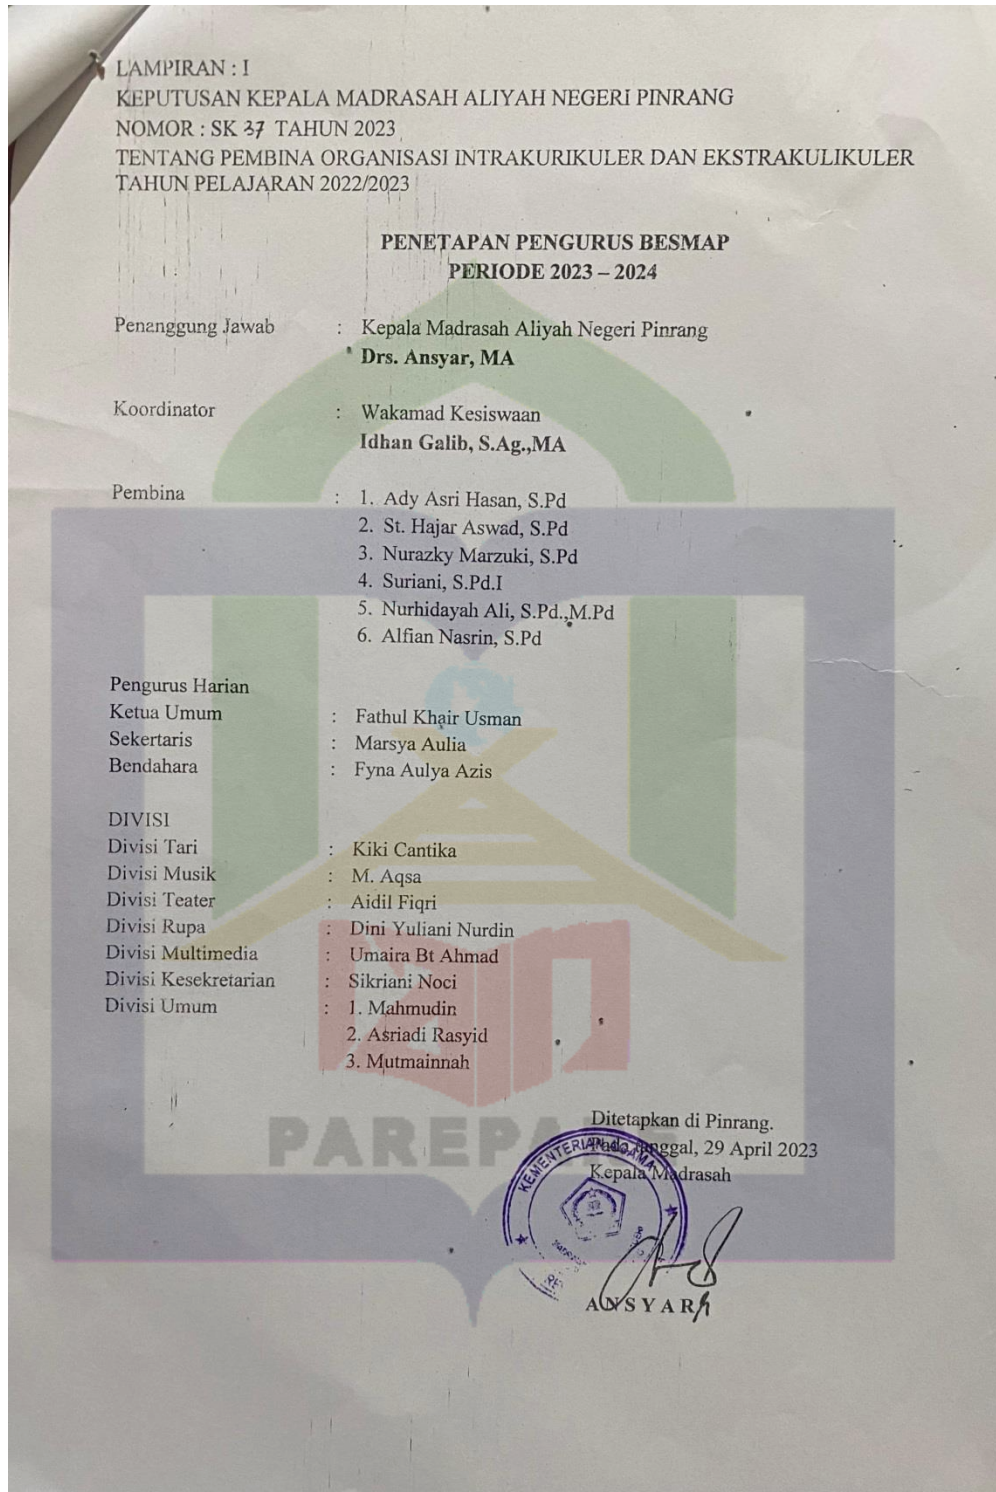 LAMPIRAN : I
KEPUTUSAN KEPALA MADRASAH ALIYAH NEGERI PINRANG
NOMOR : SK 37 TAHUN 2023
TENTANG PEMBINA ORGANISASI INTRAKURIKULER DAN EKSTRAKULIKULER
TAHUN PELAJARAN 2022/2023
PENETAPAN PENGURUS BESMAP
PERIODE 2023 – 2024
Penanggung Jawab : Kepala Madrasah Aliyah Negeri Pinrang
Drs. Ansyar, MA
Koordinator : Wakamad Kesiswaan
Idhan Galib, S.Ag.,MA
Pembina : 1. Ady Asri Hasan, S.Pd
2. St. Hajar Aswad, S.Pd
3. Nurazky Marzuki, S.Pd
4. Suriani, S.Pd.I
5. Nurhidayah Ali, S.Pd.,M.Pd
6. Alfian Nasrin, S.Pd
Pengurus Harian
Ketua Umum : Fathul Khair Usman
Sekertaris : Marsya Aulia
Bendahara : Fyna Aulya Azis
DIVISI
Divisi Tari : Kiki Cantika
Divisi Musik : M. Aqsa
Divisi Teater : Aidil Fiqri
Divisi Rupa : Dini Yuliani Nurdin
Divisi Multimedia : Umaira Bt Ahmad
Divisi Kesekretarian : Sikriani Noci
Divisi Umum : 1. Mahmudin
2. Asriadi Rasyid
3. Mutmainnah
Ditetapkan di Pinrang.
Pada tanggal, 29 April 2023
Kepala Madrasah
KEMENTERIAN AGAMA
A N S Y A R
PAREPARE